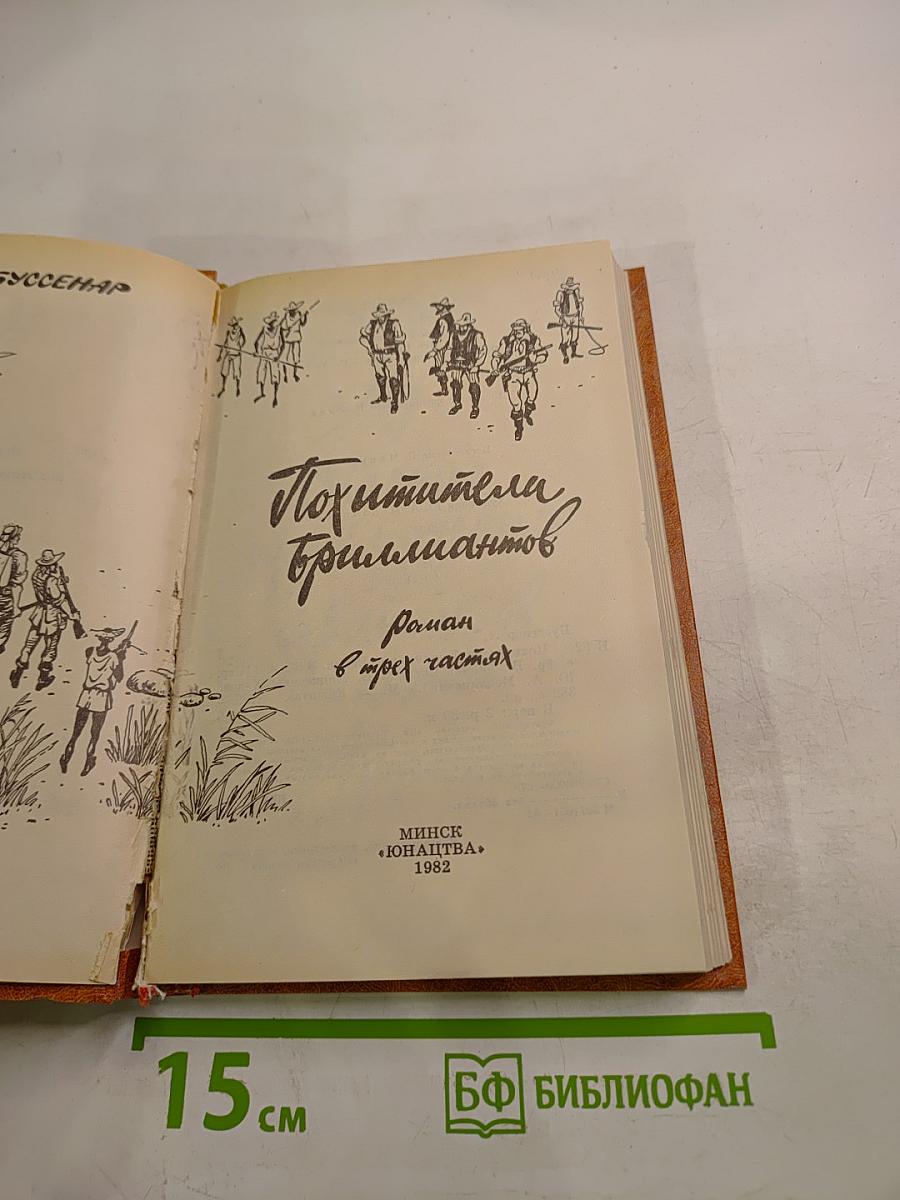 БУССЕНАР
Похитители
бриллиантов
роман
в трех частях
МИНСК
«ЮНАЦТВА»
1982
15 см
БФ БИБЛИОФАН